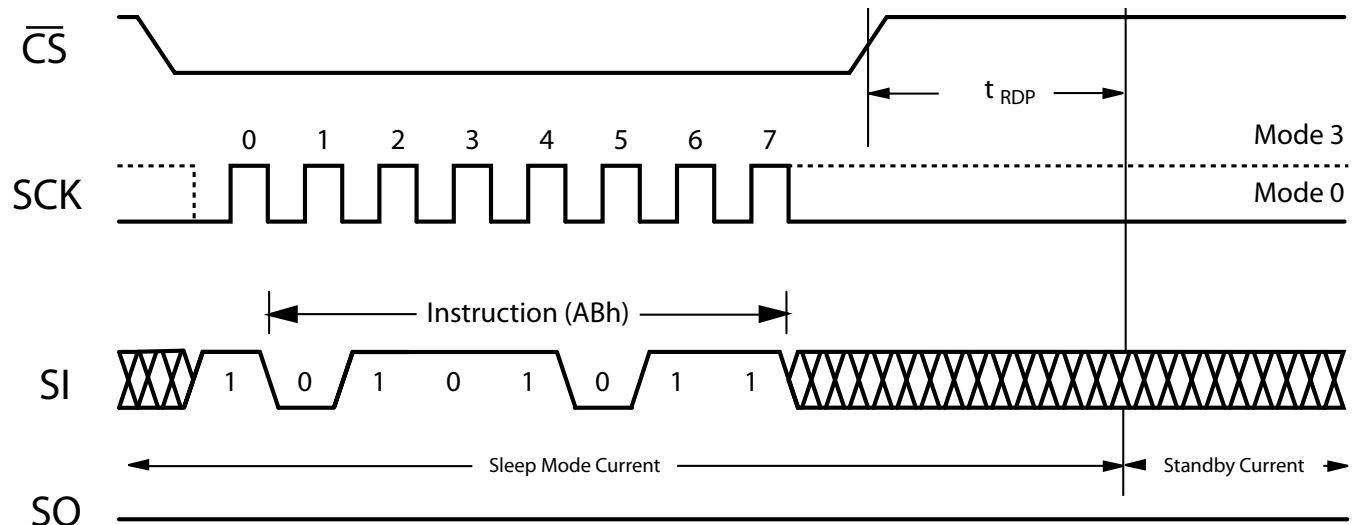 CS
t RDP
0 1 2 3 4 5 6 7
Mode 3
SCK
Mode 0
Instruction (ABh)
SI
1 0 1 0 1 0 1 1
Sleep Mode Current
Standby Current
SO